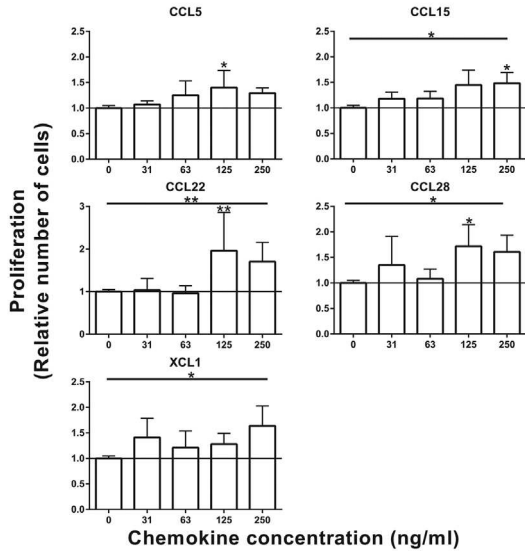 CCL5
CCL15
2.5
2.0
1.5
1.0
0.5
0.0
*
0 31 63 125 250
2.5
2.0
1.5
1.0
0.5
0.0
*
*
0 31 63 125 250
CCL22
CCL28
3
2
1
0
**
**
0 31 63 125 250
2.5
2.0
1.5
1.0
0.5
0.0
*
*
0 31 63 125 250
XCL1
2.5
2.0
1.5
1.0
0.5
0.0
*
0 31 63 125 250
Proliferation
(Relative number of cells)
Chemokine concentration (ng/ml)